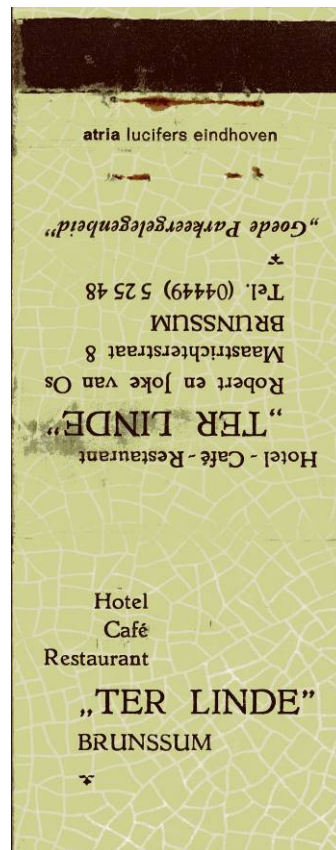 atria lucifers eindhoven
Hotel - Café - Restaurant
„TER LINDE”
Robert en Joke van Os
Maastrichterstraat 8
BRUNSSUM
Tel. (04449) 5 25 48
„Goede Parkeergelegenheid”
Hotel
Café
Restaurant
„TER LINDE”
BRUNSSUM